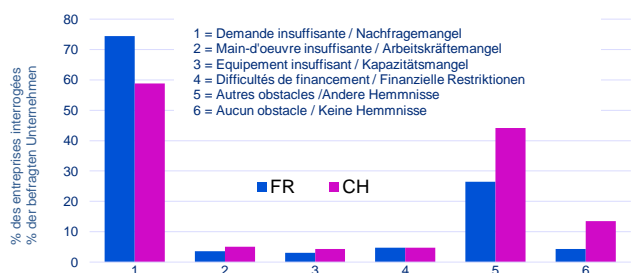 80
70
60
50
40
30
20
10
0
% des entreprises interrogées
% der befragten Unternehmen
1 = Demande insuffisante / Nachfragemangel
2 = Main-d'oeuvre insuffisante / Arbeitskräftemangel
3 = Equipement insuffisant / Kapazitätsmangel
4 = Difficultés de financement / Finanzielle Restriktionen
5 = Autres obstacles /Andere Hemmnisse
6 = Aucun obstacle / Keine Hemmnisse
FR CH
1 2 3 4 5 6